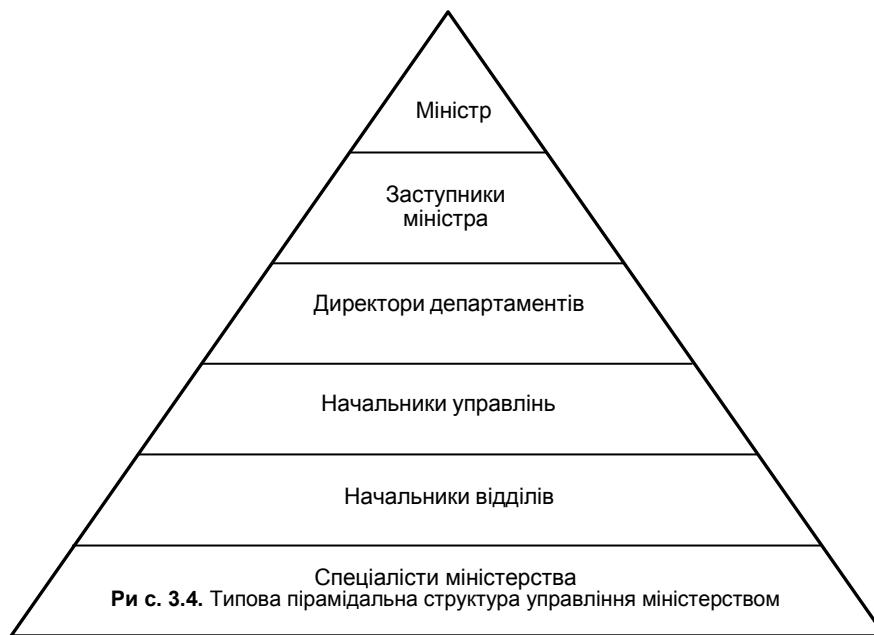 Міністр
Заступники
міністра
Директори департаментів
Начальники управлінь
Начальники відділів
Спеціалісти міністерства
Ри с. 3.4. Типова пірамідальна структура управління міністерством